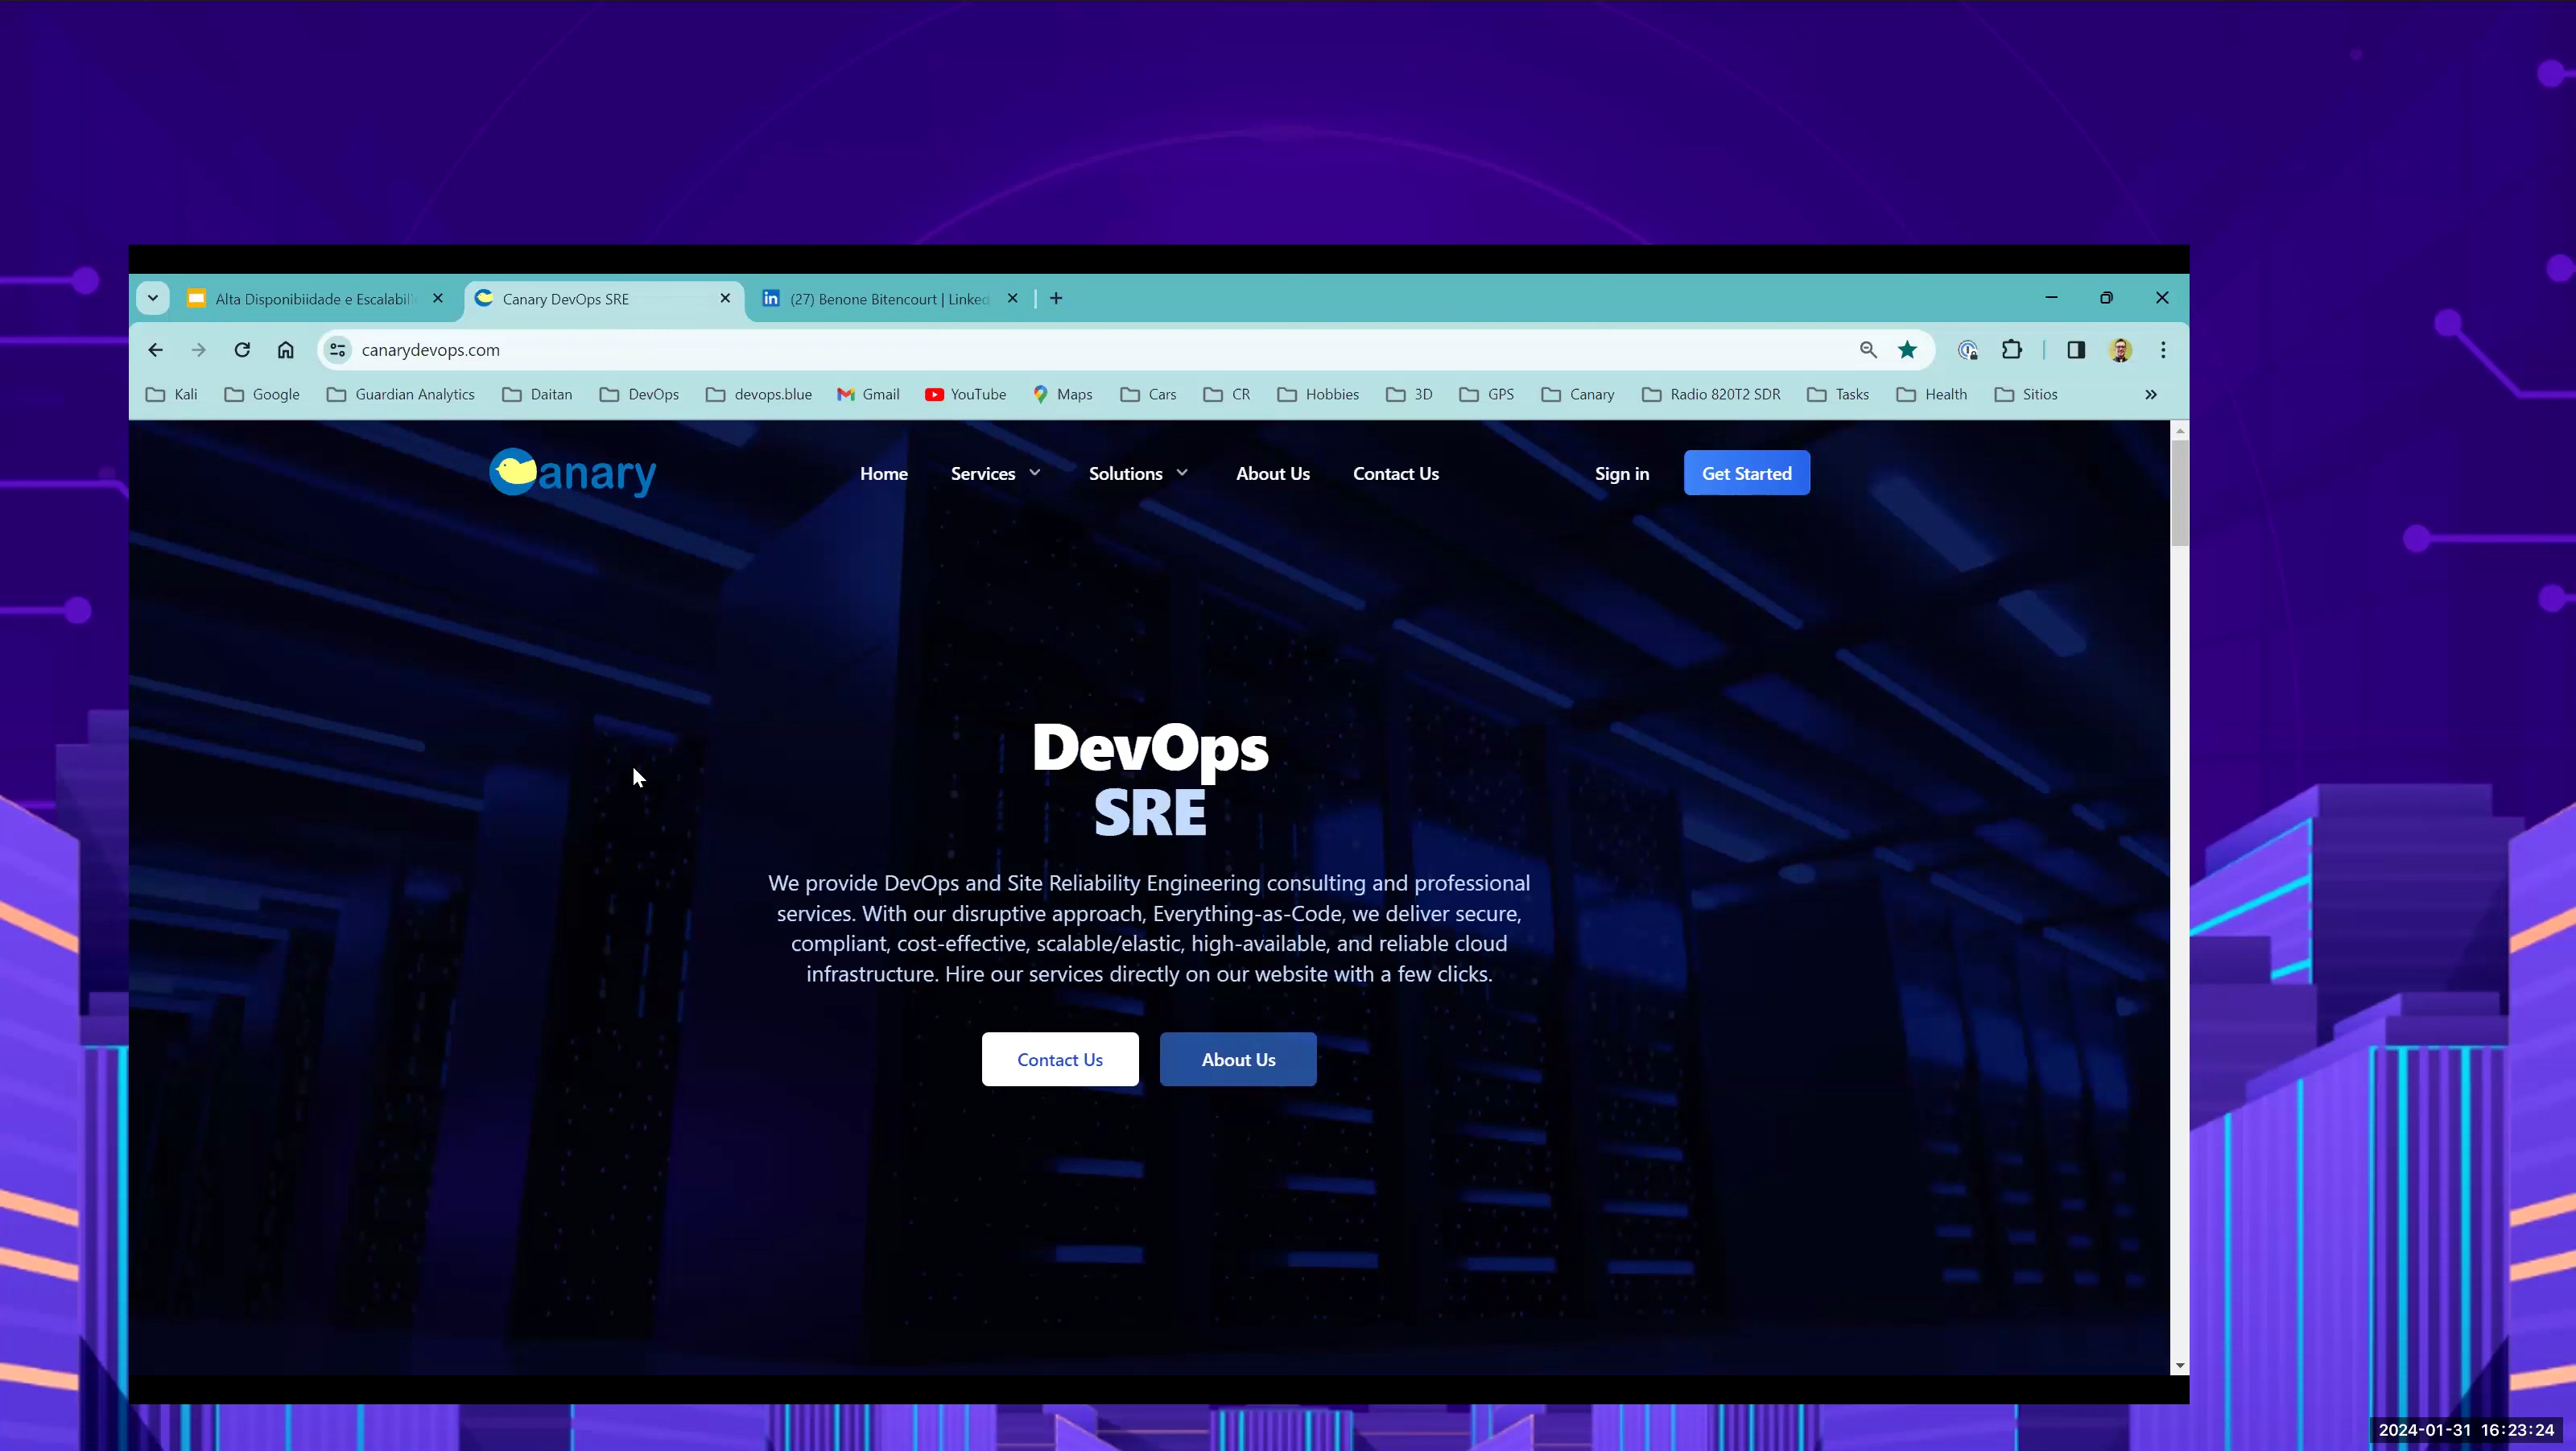 Alta Disponibiidade e Escabili
Canary DevOps SRE
(27) Benone Bitencourt | Linked
canarydevops.com
Kali Google Guardian Analytics Daitan DevOps devops.blue Gmail YouTube Maps Cars CR Hobbies 3D GPS Canary Radio 820T2 SDR Tasks Health Sitios
Canary
Home Services Solutions About Us Contact Us Sign in Get Started
DevOps
SRE
We provide DevOps and Site Reliability Engineering consulting and professional
services. With our disruptive approach, Everything-as-Code, we deliver secure,
compliant, cost-effective, scalable/elastic, high-available, and reliable cloud
infrastructure. Hire our services directly on our website with a few clicks.
Contact Us About Us
2024-01-31 16:23:24